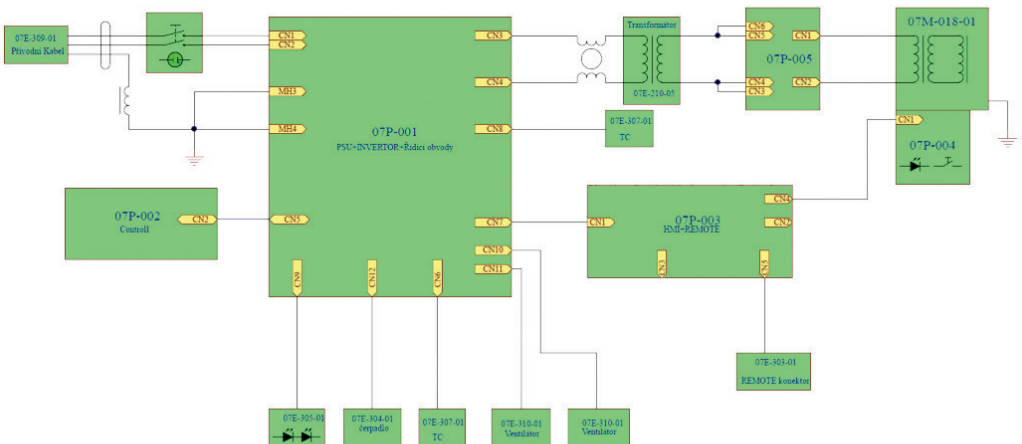 07E-309-01
Přívodní Kabel
CN1
CN2
MH3
MH4
07P-001
PSU+INVERTOR+Řídicí obvody
CN3
CN4
CN8
CN7
CN10
CN11
CN5
CN9
CN12
CN6
07P-002
Controll
CN2
Transformátor
07E-210-05
07E-307-01
TC
CN6
CN5
CN4
CN3
07P-005
CN1
CN2
07M-018-01
CN1
07P-004
CN1
07P-003
HMI+REMOTE
CN4
CN2
CN3
CN5
07E-303-01
REMOTE konektor
07E-305-01
07E-304-01
čerpadlo
07E-307-01
TC
07E-310-01
Ventilátor
07E-310-01
Ventilátor